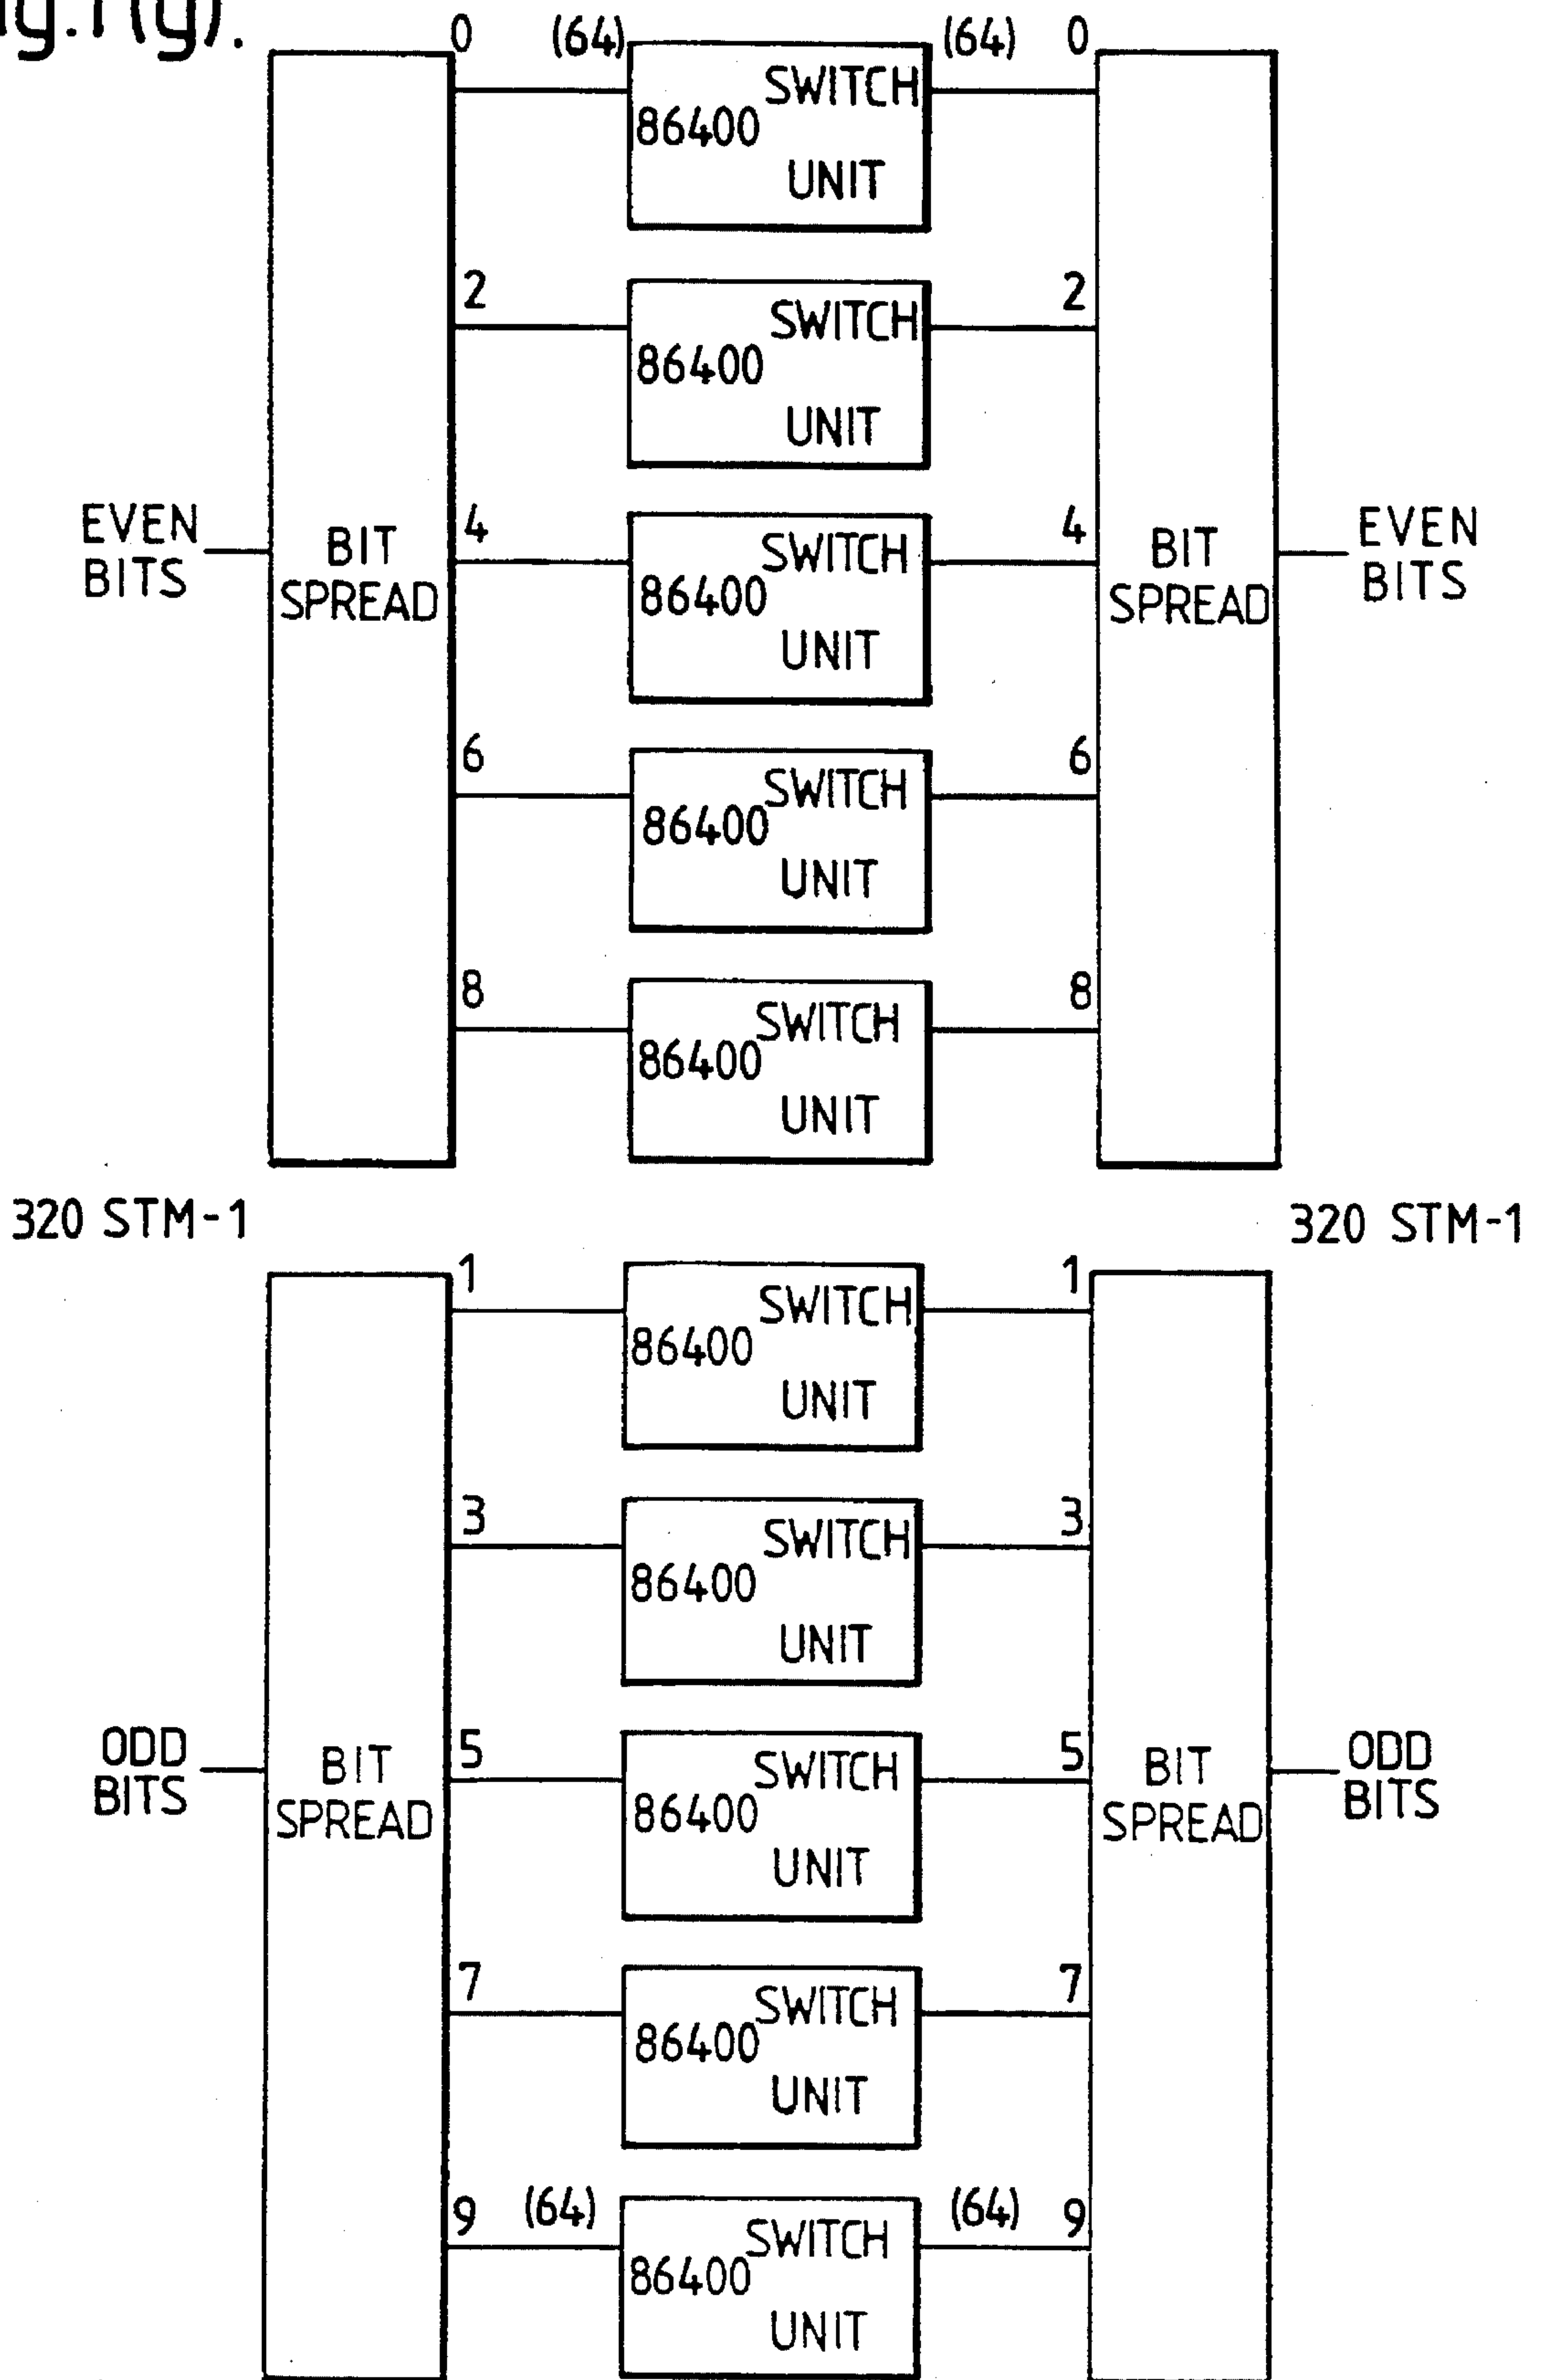 0 (64) (64) 0
SWITCH
86400
UNIT
2 2
SWITCH
86400
UNIT
EVEN
BITS
BIT
SPREAD
4 4
SWITCH
86400
UNIT
BIT
SPREAD
EVEN
BITS
6 6
SWITCH
86400
UNIT
8 8
SWITCH
86400
UNIT
320 STM-1 320 STM-1
1 1
SWITCH
86400
UNIT
3 3
SWITCH
86400
UNIT
ODD
BITS
BIT
SPREAD
5 5
SWITCH
86400
UNIT
BIT
SPREAD
ODD
BITS
7 7
SWITCH
86400
UNIT
9 (64) (64) 9
SWITCH
86400
UNIT